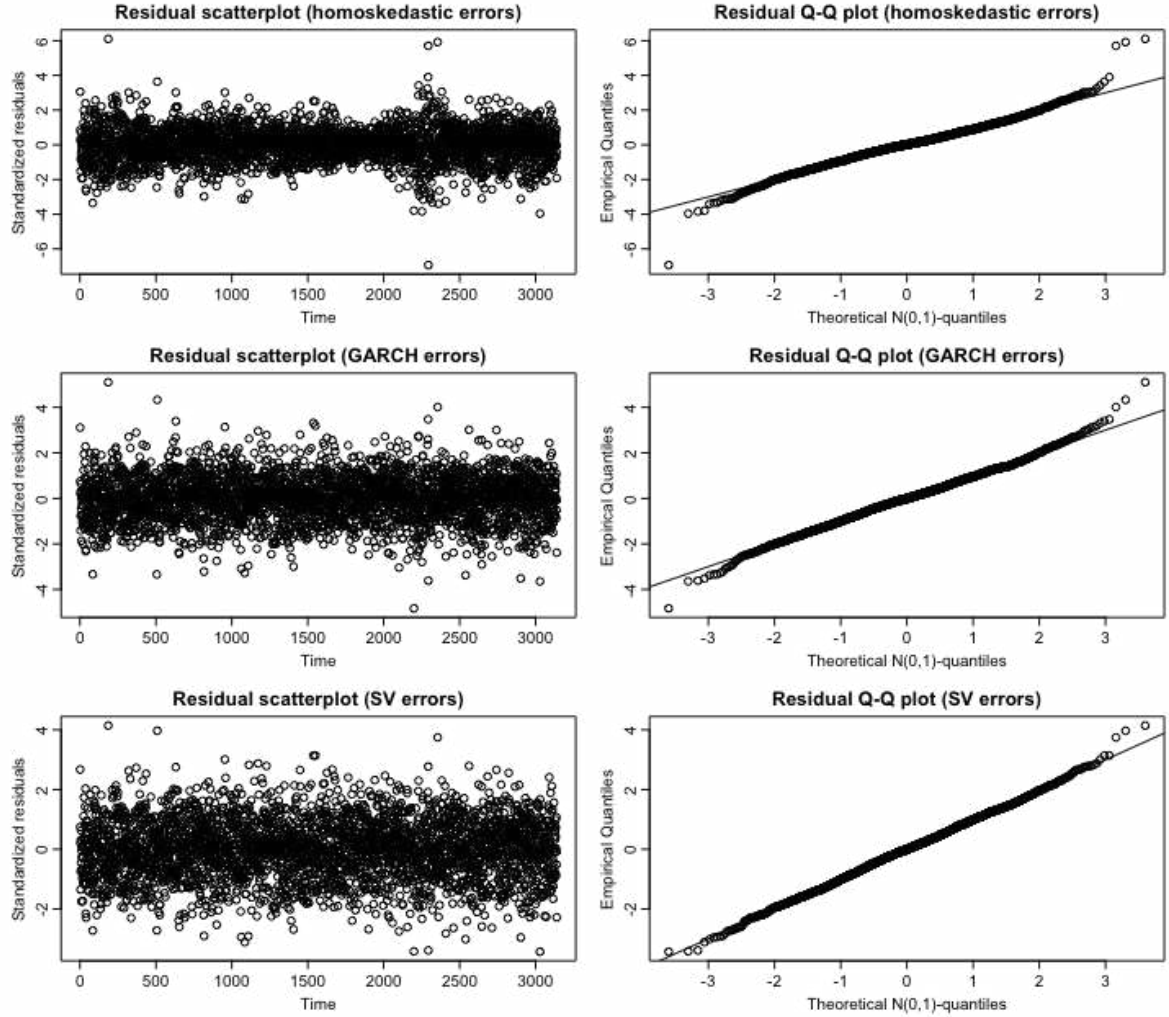 Residual scatterplot (homoskedastic errors)
Standardized residuals
6
4
2
0
-2
-4
-6
0 500 1000 1500 2000 2500 3000
Time
Residual Q-Q plot (homoskedastic errors)
Empirical Quantiles
6
4
2
0
-2
-4
-6
-3 -2 -1 0 1 2 3
Theoretical N(0,1)-quantiles
Residual scatterplot (GARCH errors)
Standardized residuals
4
2
0
-2
-4
0 500 1000 1500 2000 2500 3000
Time
Residual Q-Q plot (GARCH errors)
Empirical Quantiles
4
2
0
-2
-4
-3 -2 -1 0 1 2 3
Theoretical N(0,1)-quantiles
Residual scatterplot (SV errors)
Standardized residuals
4
2
0
-2
0 500 1000 1500 2000 2500 3000
Time
Residual Q-Q plot (SV errors)
Empirical Quantiles
4
2
0
-2
-3 -2 -1 0 1 2 3
Theoretical N(0,1)-quantiles